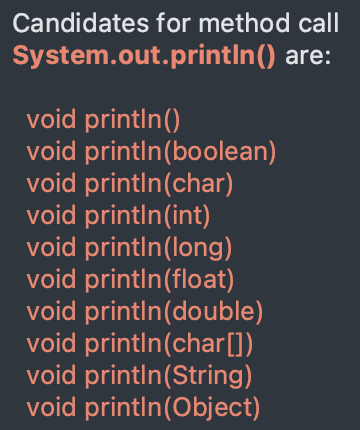 Candidates for method call
System.out.println() are:
void println()
void println(boolean)
void println(char)
void println(int)
void println(long)
void println(float)
void println(double)
void println(char[])
void println(String)
void println(Object)